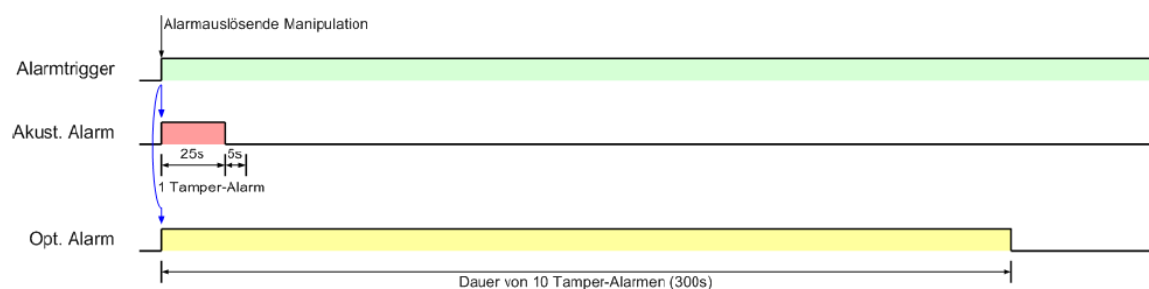 Alarmauslösende Manipulation
Alarmtrigger
Akust. Alarm
25s 5s
1 Tamper-Alarm
Opt. Alarm
Dauer von 10 Tamper-Alarmen (300s)